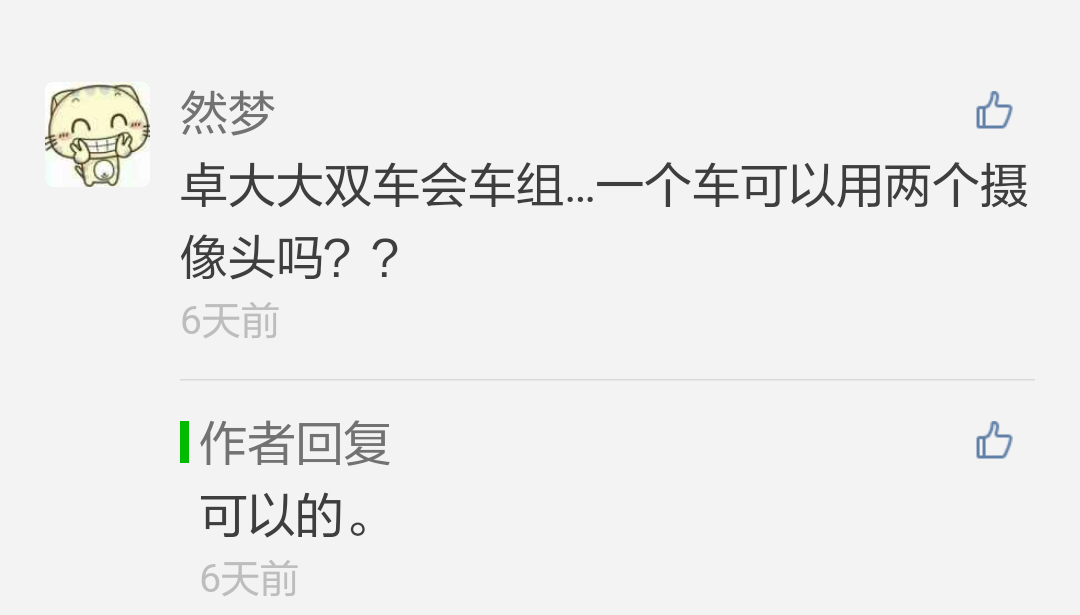 然梦
卓大大双车会车组...一个车可以用两个摄
像头吗？？
6天前
作者回复
可以的。
6天前